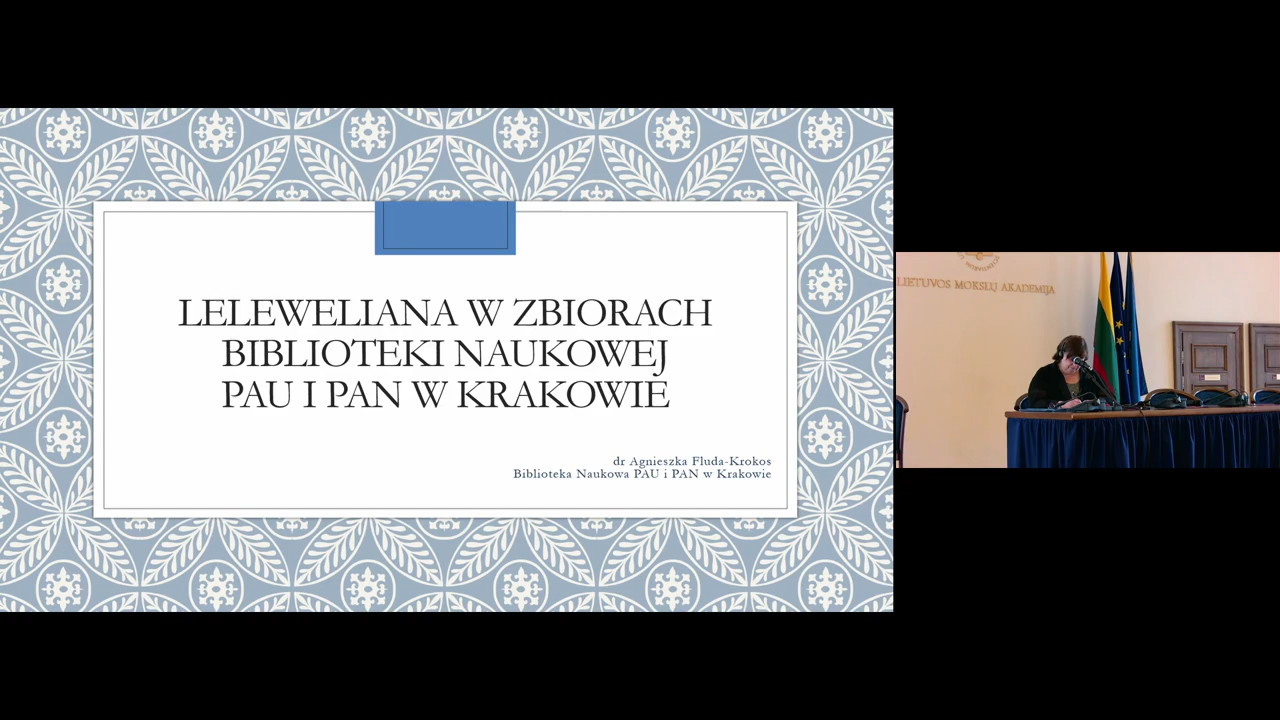 LELEWELIANA W ZBIORACH
BIBLIOTEKI NAUKOWEJ
PAU I PAN W KRAKOWIE
dr Agnieszka Fluda-Krokos
Biblioteka Naukowa PAU i PAN w Krakowie
LIETUVOS MOKSLŲ AKADEMIJA